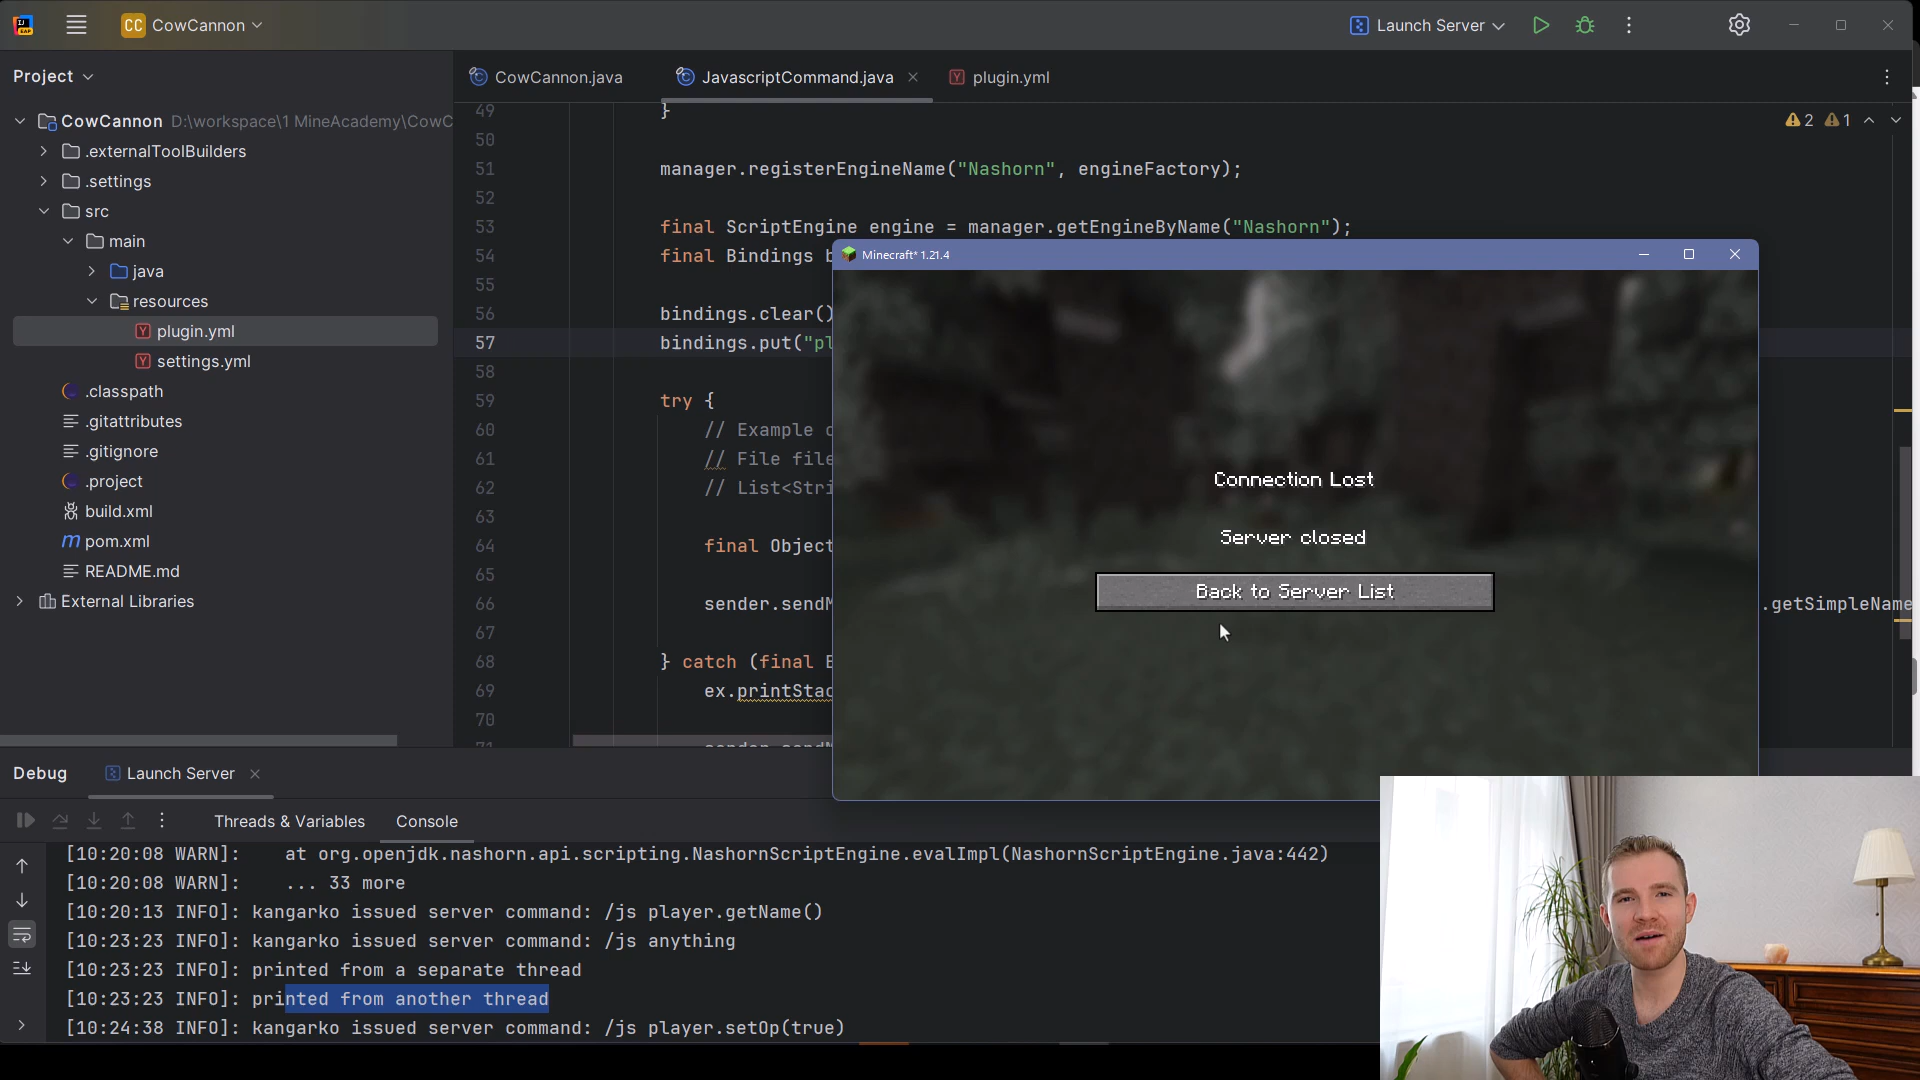 CC CowCannon
Launch Server
Project
CowCannon.java
JavascriptCommand.java
plugin.yml
CowCannon D:\workspace\1 MineAcademy\CowC
.externalToolBuilders
.settings
src
main
java
resources
plugin.yml
settings.yml
.classpath
.gitattributes
.gitignore
.project
build.xml
pom.xml
README.md
External Libraries
2 1
49 }
50
51 manager.registerEngineName("Nashorn", engineFactory);
52
53 final ScriptEngine engine = manager.getEngineByName("Nashorn");
54 final Bindings b
55
56 bindings.clear()
57 bindings.put("pl
58
59 try {
60 // Example
61 // File file
62 // List<Stri
63
64 final Object
65
66 sender.sendM .getSimpleName
67
68 } catch (final E
69 ex.printStac
70
Minecraft* 1.21.4
Connection Lost
Server closed
Back to Server List
Debug
Launch Server
Threads & Variables
Console
[10:20:08 WARN]: at org.openjdk.nashorn.api.scripting.NashornScriptEngine.evalImpl(NashornScriptEngine.java:442)
[10:20:08 WARN]: ... 33 more
[10:20:13 INFO]: kangarko issued server command: /js player.getName()
[10:23:23 INFO]: kangarko issued server command: /js anything
[10:23:23 INFO]: printed from a separate thread
[10:23:23 INFO]: printed from another thread
[10:24:38 INFO]: kangarko issued server command: /js player.setOp(true)